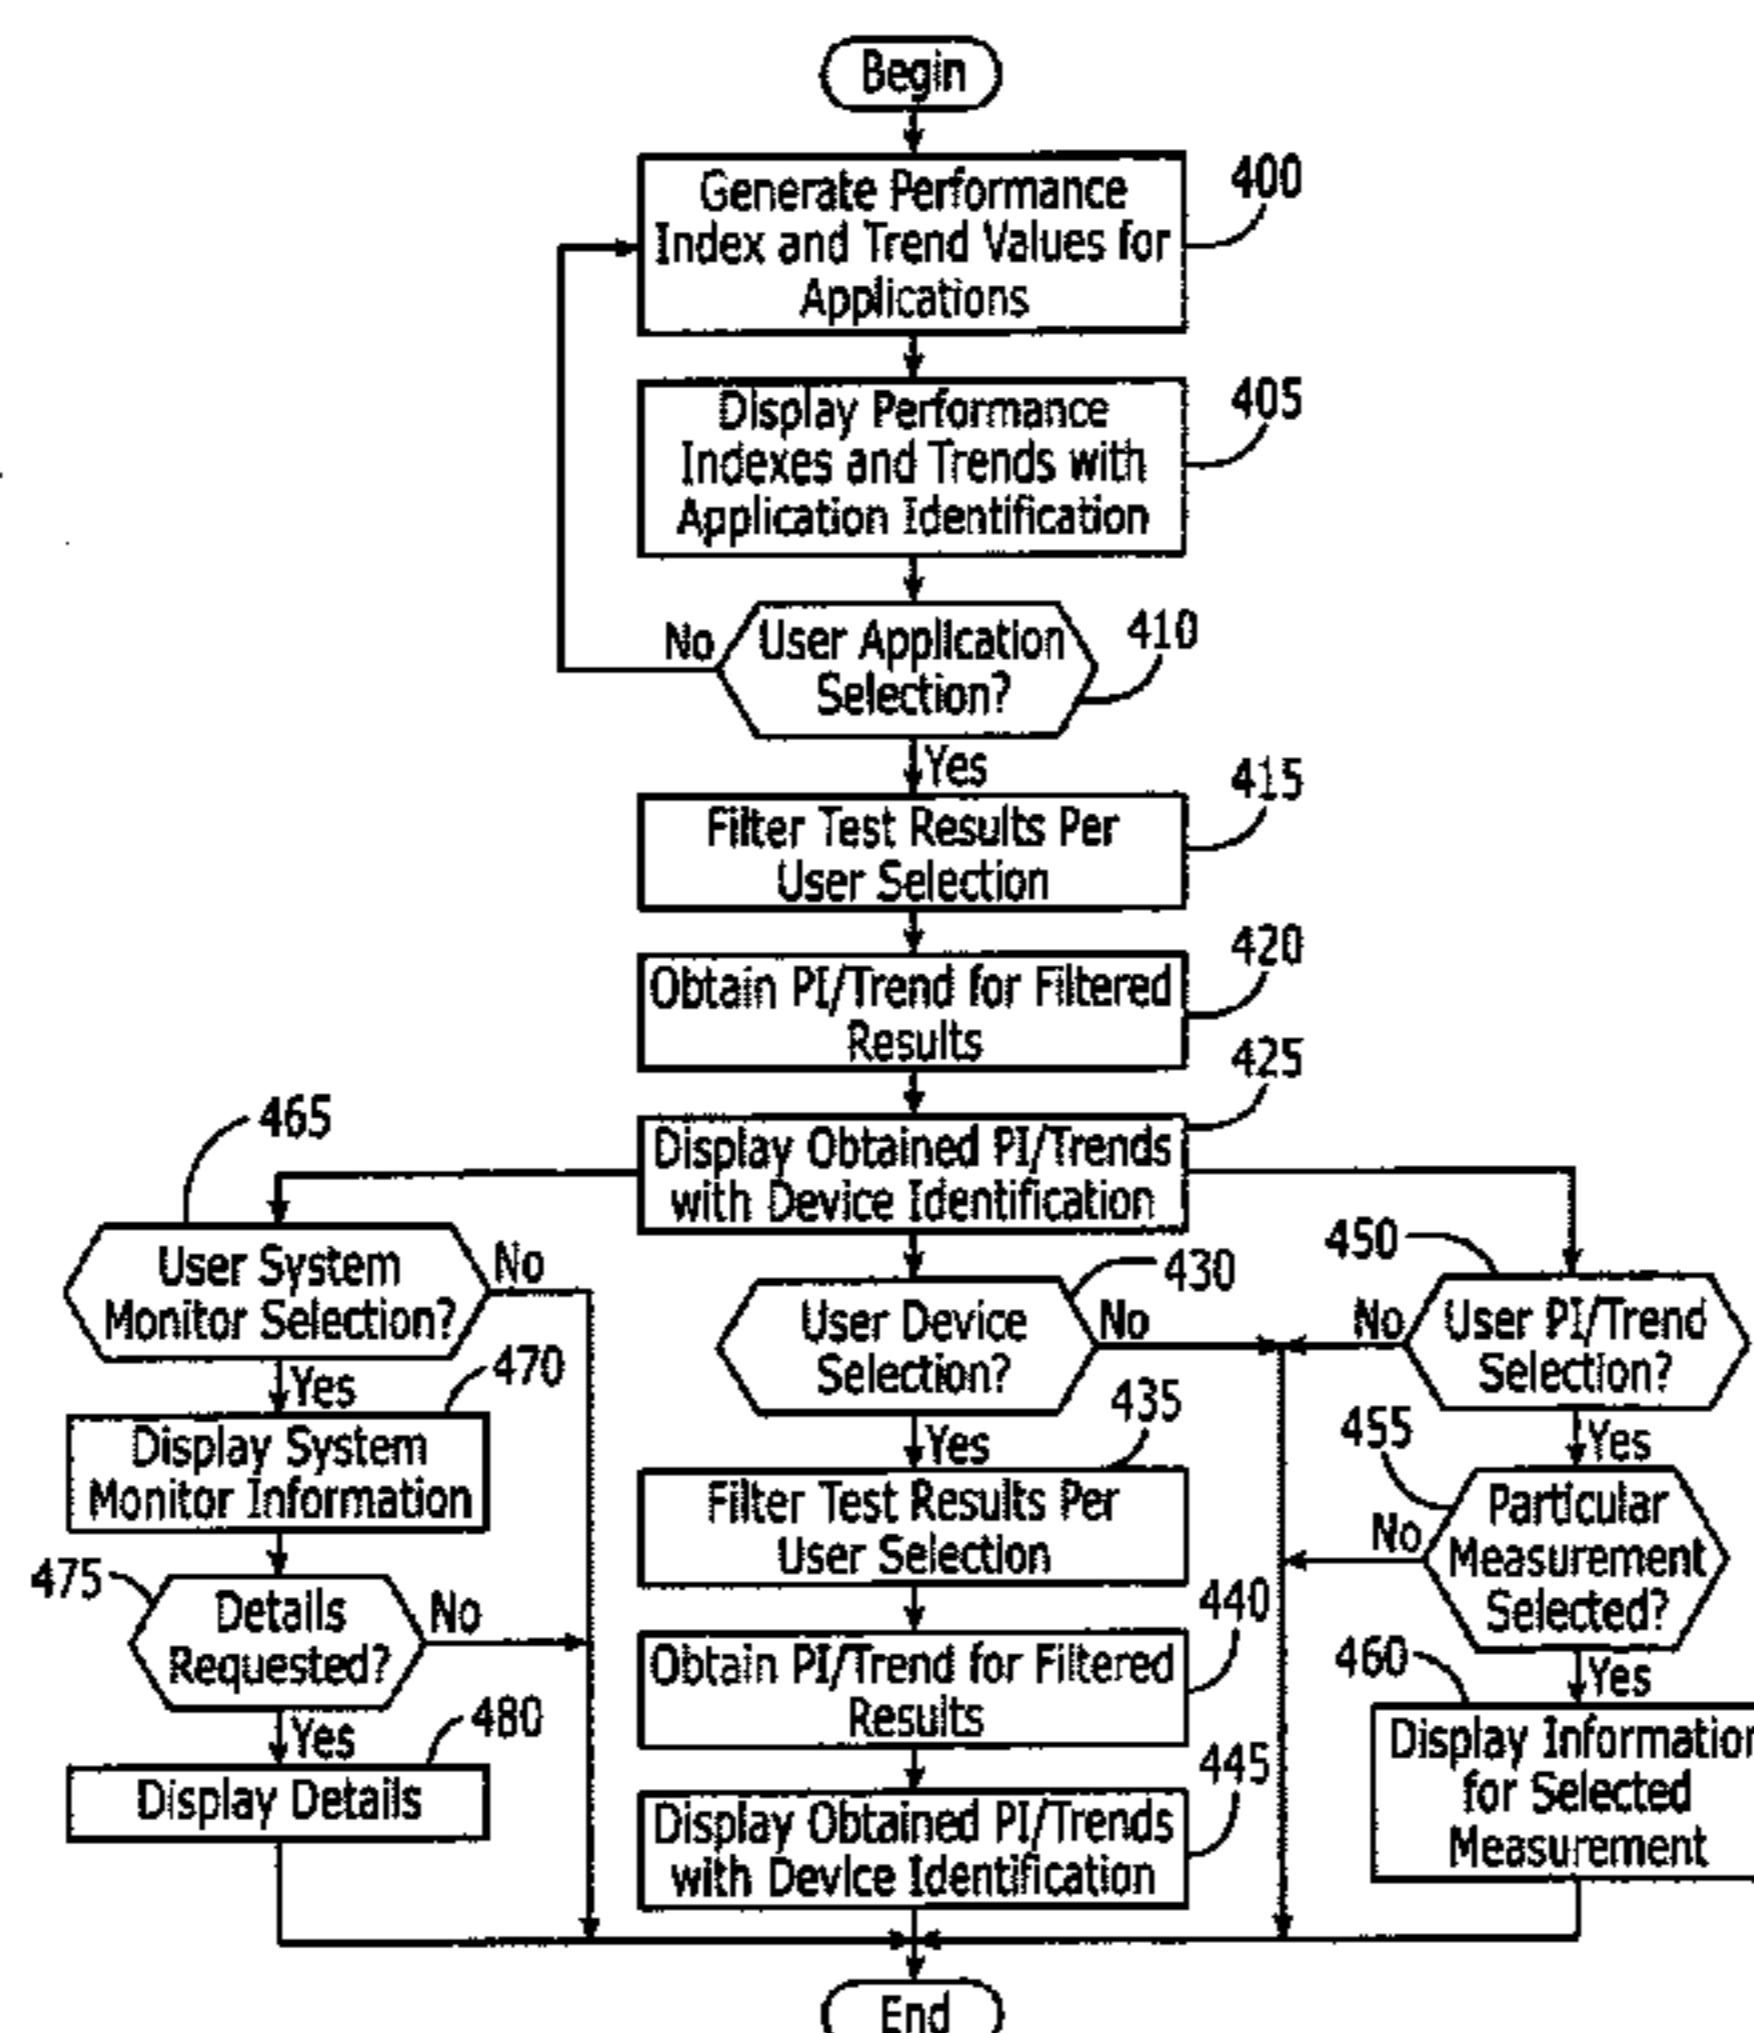 Begin
Generate Performance
Index and Trend Values for
Applications
400
Display Performance
Indexes and Trends with
Application Identification
405
User Application
Selection?
410
No
Yes
Filter Test Results Per
User Selection
415
Obtain PI/Trend for Filtered
Results
420
Display Obtained PI/Trends
with Device Identification
425
465
User System
Monitor Selection?
No
Yes
470
Display System
Monitor Information
475
Details
Requested?
No
Yes
480
Display Details
430
User Device
Selection?
No
Yes
435
Filter Test Results Per
User Selection
440
Obtain PI/Trend for Filtered
Results
445
Display Obtained PI/Trends
with Device Identification
450
User PI/Trend
Selection?
No
Yes
455
Particular
Measurement
Selected?
No
Yes
460
Display Information
for Selected
Measurement
End